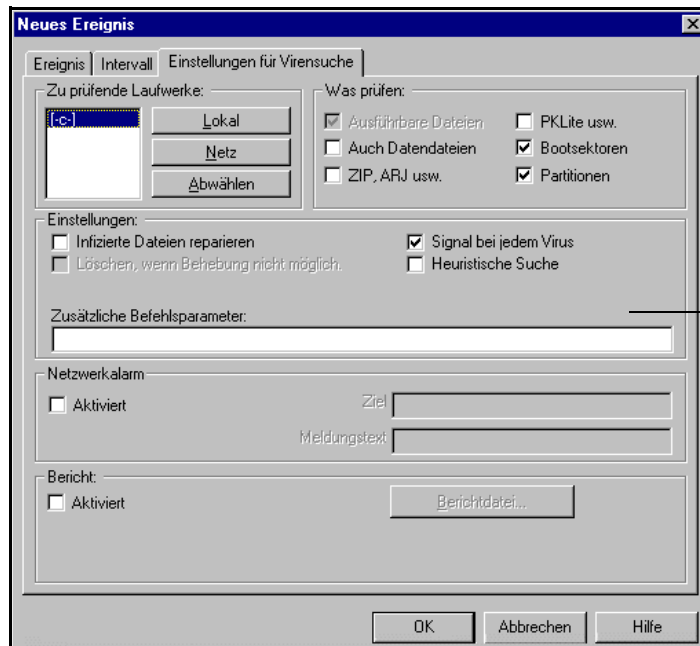 Neues Ereignis
Ereignis Intervall Einstellungen für Virensuche
Zu prüfende Laufwerke:
[-c-]
Lokal
Netz
Abwählen
Was prüfen:
Ausführbare Dateien
PKLite usw.
Auch Datendateien
Bootsektoren
ZIP, ARJ usw.
Partitionen
Einstellungen:
Infizierte Dateien reparieren
Signal bei jedem Virus
Löschen, wenn Behebung nicht möglich.
Heuristische Suche
Zusätzliche Befehlsparameter:
Netzwerkalarm
Aktiviert
Ziel
Meldungstext
Bericht:
Aktiviert
Berichtdatei...
OK Abbrechen Hilfe